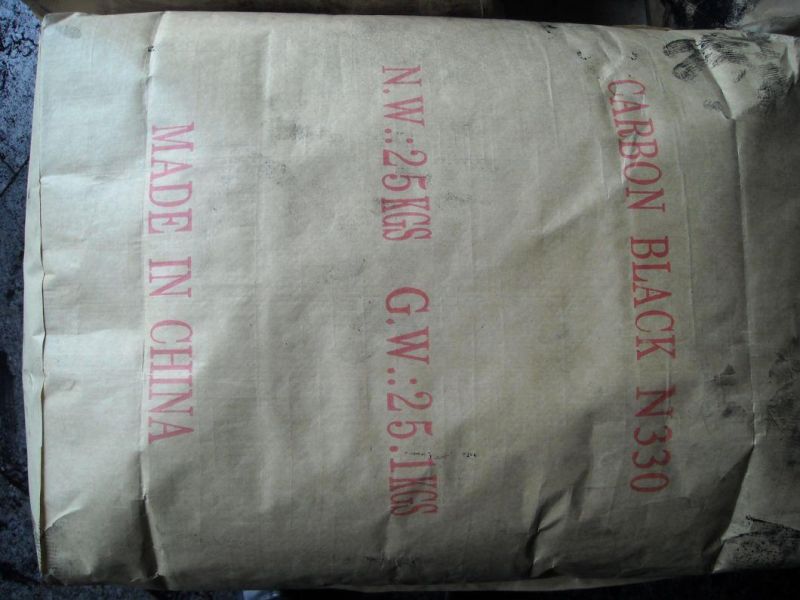 CARBON BLACK N330
N.W.:25KGS G.W.:25.1KGS
MADE IN CHINA